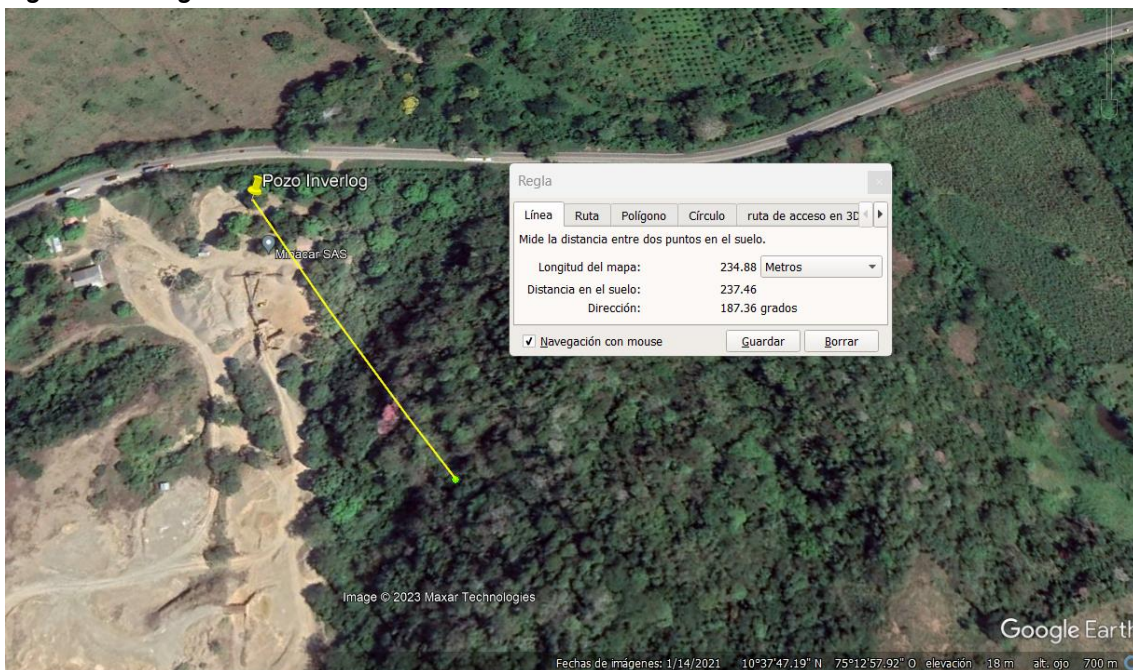 Pozo Inverlog
Minacar SAS
Regla
Línea Ruta Polígono Círculo ruta de acceso en 3D
Mide la distancia entre dos puntos en el suelo.
Longitud del mapa: 234.88 Metros
Distancia en el suelo: 237.46
Dirección: 187.36 grados
Navegación con mouse Guardar Borrar
Image © 2023 Maxar Technologies
Google Earth
Fechas de imágenes: 1/14/2021 10°37'47.19" N 75°12'57.92" O elevación 18 m alt. ojo 700 m